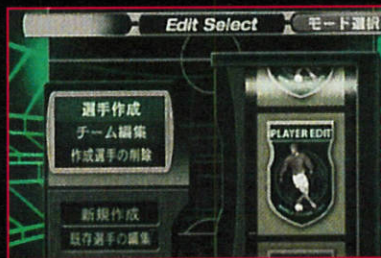 Edit Select
モード選択
選手作成
チーム編集
作成選手の削除
PLAYER EDIT
新規作成
既存選手の編集